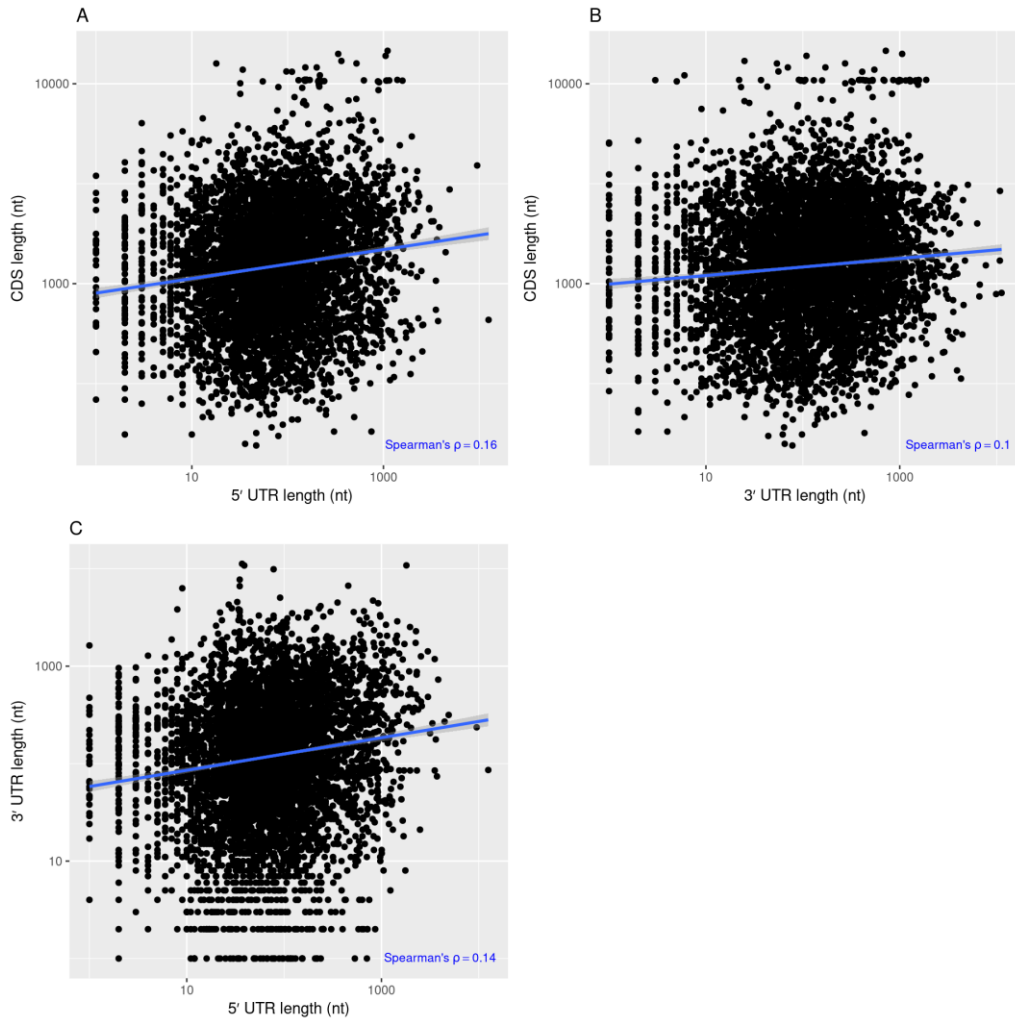 A
B
10000
1000
CDS length (nt)
Spearman's ρ = 0.16
10
1000
5′ UTR length (nt)
10000
1000
CDS length (nt)
Spearman's ρ = 0.1
10
1000
3′ UTR length (nt)
C
1000
10
3′ UTR length (nt)
Spearman's ρ = 0.14
10
1000
5′ UTR length (nt)